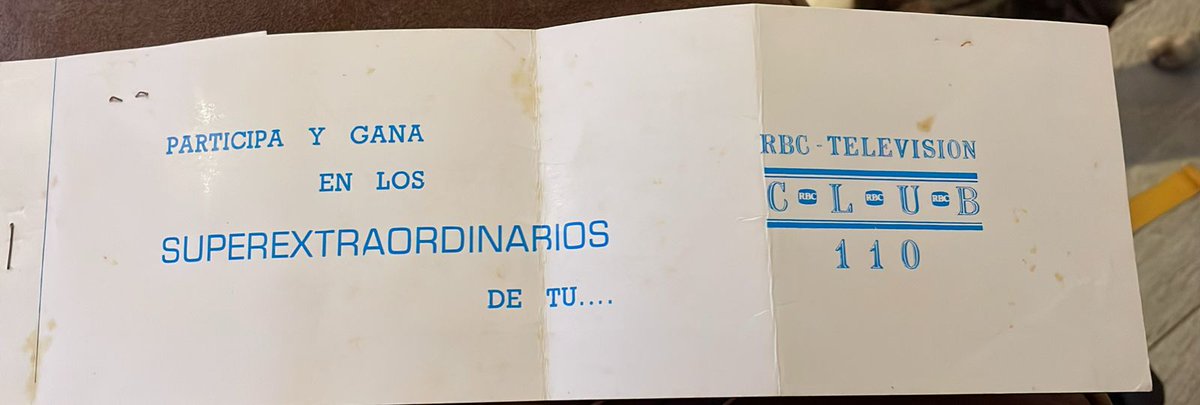 PARTICIPA Y GANA
EN LOS
SUPEREXTRAORDINARIOS
DE TU....
RBC - TELEVISION
C RBC L RBC U RBC B
110